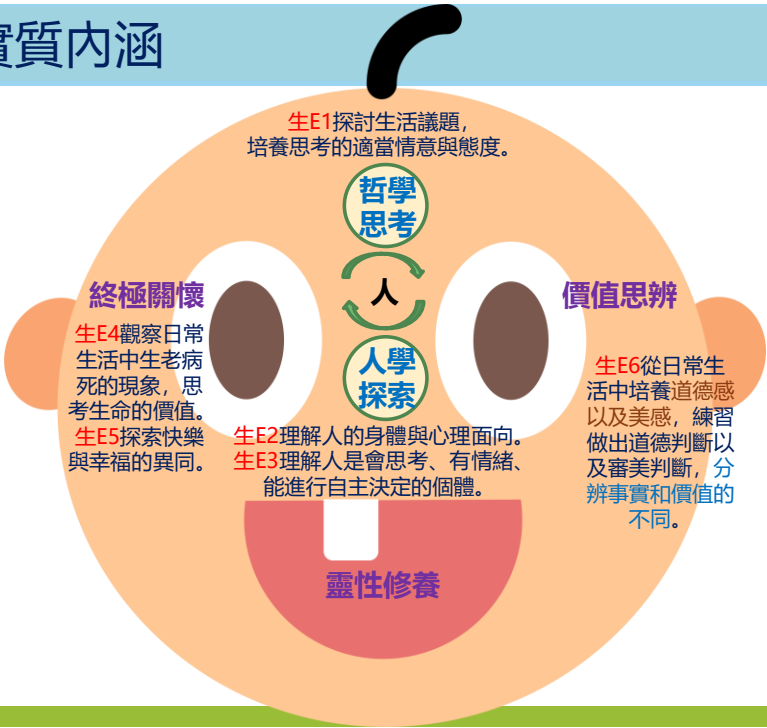 實質內涵
生E1探討生活議題，
培養思考的適當情意與態度。
哲學
思考
人
人學
探索
終極關懷
生E4觀察日常
生活中生老病
死的現象，思
考生命的價值。
生E5探索快樂
與幸福的異同。
生E2理解人的身體與心理面向。
生E3理解人是會思考、有情緒、
能進行自主決定的個體。
價值思辨
生E6從日常生
活中培養道德感
以及美感，練習
做出道德判斷以
及審美判斷，分
辨事實和價值的
不同。
靈性修養